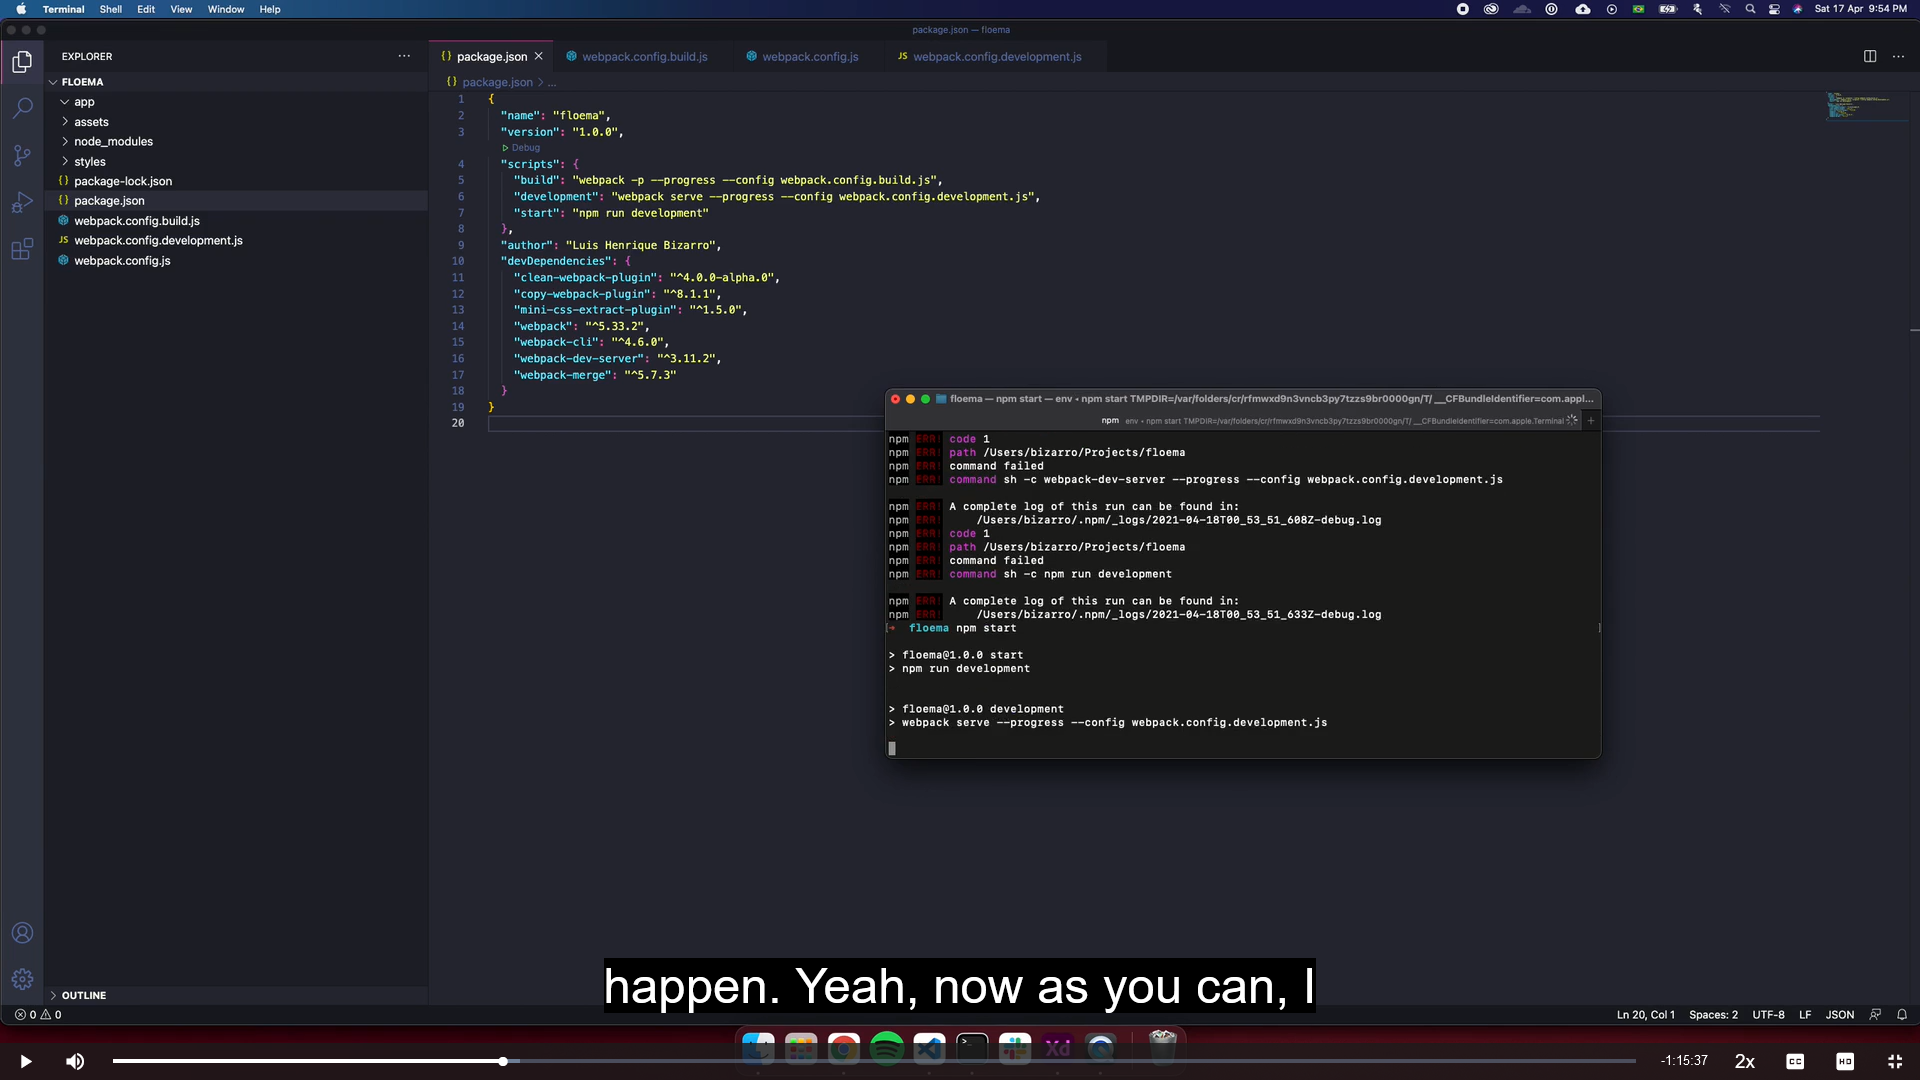 Terminal Shell Edit View Window Help
Sat 17 Apr 9:54 PM
package.json — floema
EXPLORER
package.json
webpack.config.build.js
webpack.config.js
JS webpack.config.development.js
FLOEMA
app
assets
node_modules
styles
{} package-lock.json
{} package.json
webpack.config.build.js
JS webpack.config.development.js
webpack.config.js
{} package.json > ...
1 {
2 "name": "floema",
3 "version": "1.0.0",
Debug
4 "scripts": {
5 "build": "webpack -p --progress --config webpack.config.build.js",
6 "development": "webpack serve --progress --config webpack.config.development.js",
7 "start": "npm run development"
8 },
9 "author": "Luis Henrique Bizarro",
10 "devDependencies": {
11 "clean-webpack-plugin": "^4.0.0-alpha.0",
12 "copy-webpack-plugin": "^8.1.1",
13 "mini-css-extract-plugin": "^1.5.0",
14 "webpack": "^5.33.2",
15 "webpack-cli": "^4.6.0",
16 "webpack-dev-server": "^3.11.2",
17 "webpack-merge": "^5.7.3"
18 }
19 }
20
floema — npm start — env • npm start TMPDIR=/var/folders/cr/rfmwxd9n3vncb3py7tzzs9br0000gn/T/ __CFBundleIdentifier=com.appl...
npm env • npm start TMPDIR=/var/folders/cr/rfmwxd9n3vncb3py7tzzs9br0000gn/T/ __CFBundleIdentifier=com.apple.Terminal
npm ERR! code 1
npm ERR! path /Users/bizarro/Projects/floema
npm ERR! command failed
npm ERR! command sh -c webpack-dev-server --progress --config webpack.config.development.js
npm ERR! A complete log of this run can be found in:
npm ERR! /Users/bizarro/.npm/_logs/2021-04-18T00_53_51_608Z-debug.log
npm ERR! code 1
npm ERR! path /Users/bizarro/Projects/floema
npm ERR! command failed
npm ERR! command sh -c npm run development
npm ERR! A complete log of this run can be found in:
npm ERR! /Users/bizarro/.npm/_logs/2021-04-18T00_53_51_633Z-debug.log
[→ floema npm start ]
> floema@1.0.0 start
> npm run development
> floema@1.0.0 development
> webpack serve --progress --config webpack.config.development.js
happen. Yeah, now as you can, I
OUTLINE
0 0
Ln 20, Col 1 Spaces: 2 UTF-8 LF JSON
Xd
-1:15:37 2x CC HD